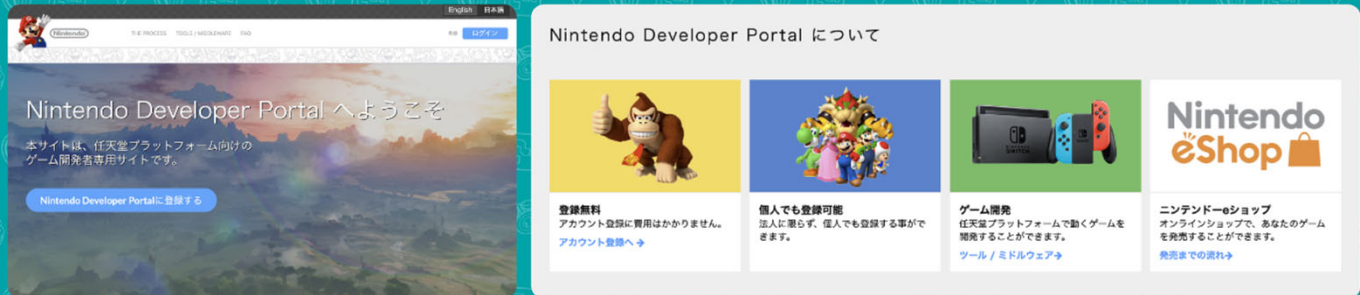 English 日本語
Nintendo
THE PROCESS TOOLS / MIDDLEWARE FAQ
登録 ログイン
Nintendo Developer Portal へようこそ
本サイトは、任天堂プラットフォーム向けの
ゲーム開発者専用サイトです。
Nintendo Developer Portalに登録する
Nintendo Developer Portal について
登録無料
アカウント登録に費用はかかりません。
アカウント登録へ →
個人でも登録可能
法人に限らず、個人でも登録する事がで
きます。
NINTENDO
SWITCH
ゲーム開発
任天堂プラットフォームで動くゲームを
開発することができます。
ツール / ミドルウェア→
Nintendo
eShop
ニンテンドーeショップ
オンラインショップで、あなたのゲーム
を発売することができます。
発売までの流れ→